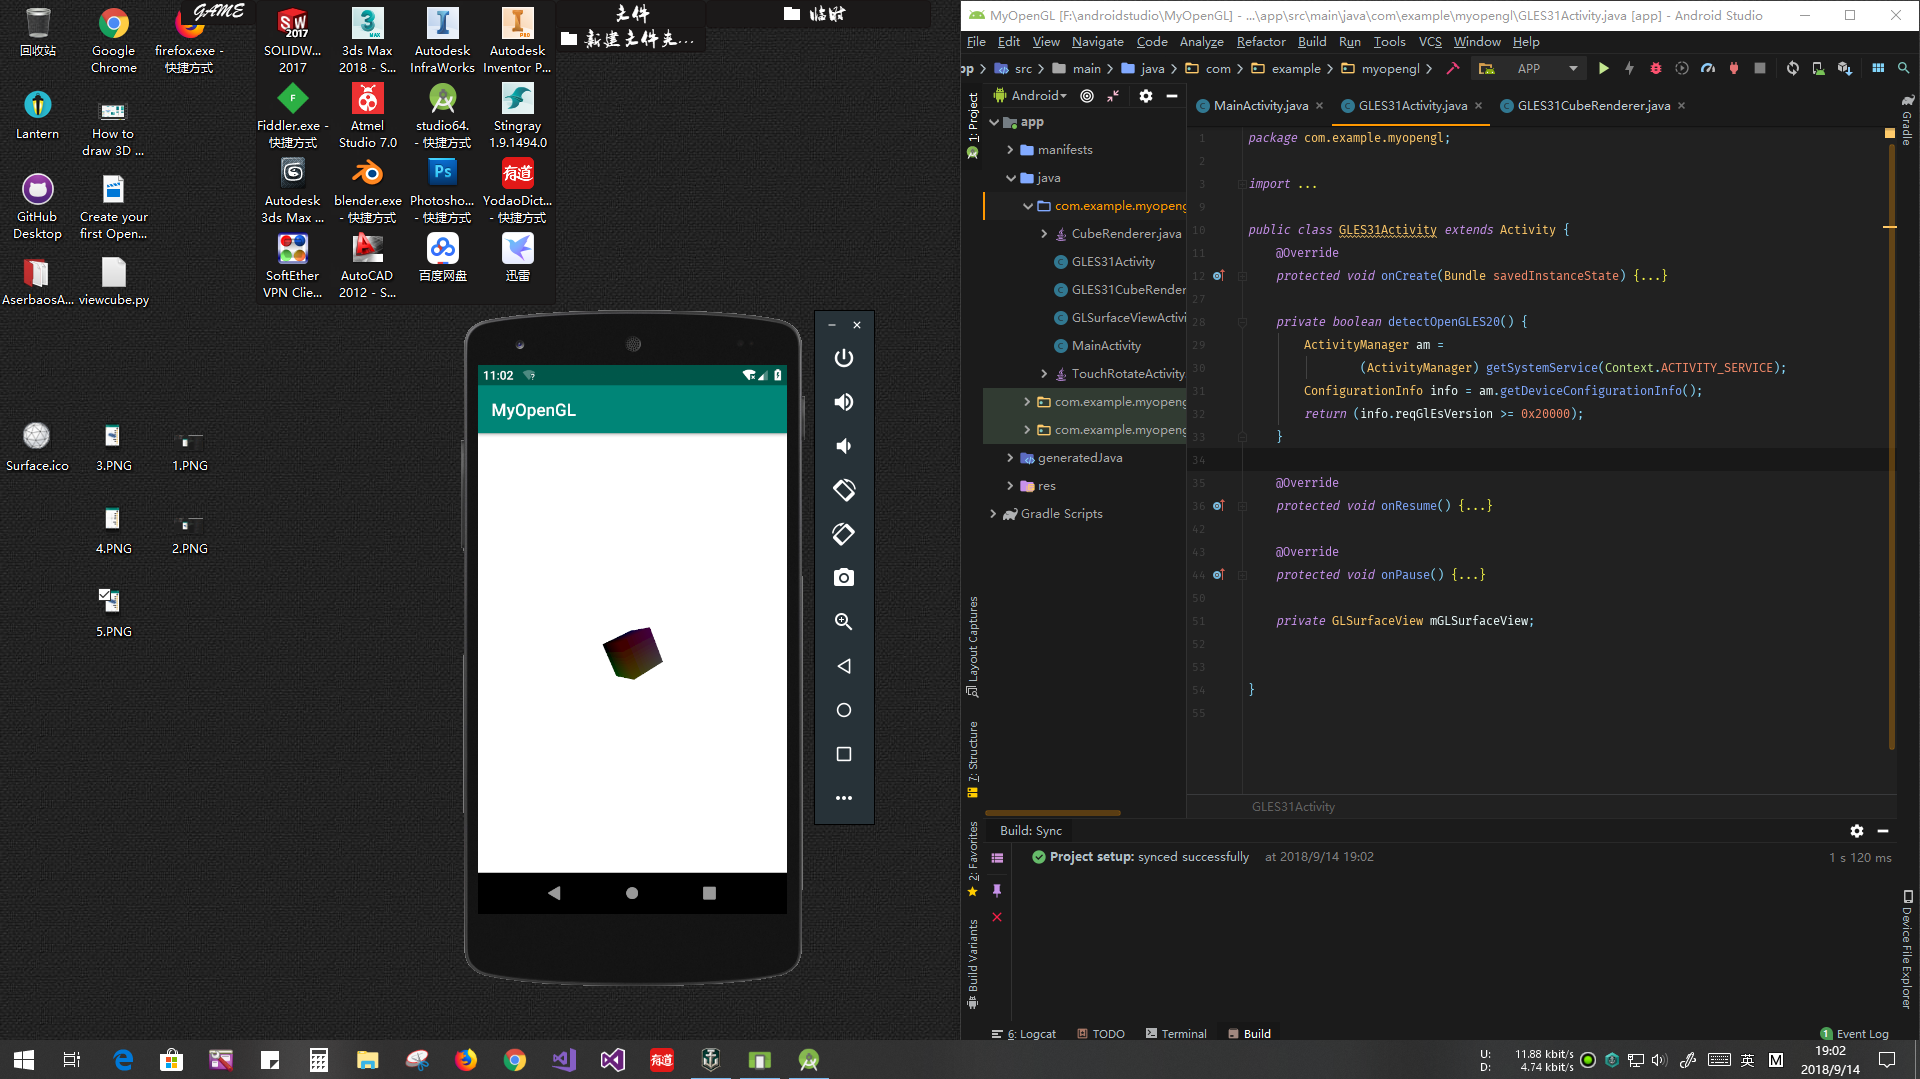 回收站
Google Chrome
firefox.exe - 快捷方式
GAME
SOLIDW... 2017
3ds Max 2018 - S...
Autodesk InfraWorks
Autodesk Inventor P...
主件
新建主件夹...
临时
Lantern
How to draw 3D ...
Fiddler.exe - 快捷方式
Atmel Studio 7.0
studio64. - 快捷方式
Stingray 1.9.1494.0
GitHub Desktop
Create your first Open...
Autodesk 3ds Max ...
blender.exe - 快捷方式
Photosho... - 快捷方式
YodaoDict... - 快捷方式
AserbaosA...
viewcube.py
SoftEther VPN Clie...
AutoCAD 2012 - S...
百度网盘
迅雷
Surface.ico
3.PNG
1.PNG
4.PNG
2.PNG
5.PNG
11:02
MyOpenGL
MyOpenGL [F:\androidstudio\MyOpenGL] - ...\app\src\main\java\com\example\myopengl\GLES31Activity.java [app] - Android Studio
File Edit View Navigate Code Analyze Refactor Build Run Tools VCS Window Help
pp src main java com example myopengl APP
1: Project
Android
MainActivity.java
GLES31Activity.java
GLES31CubeRenderer.java
Gradle
app
manifests
java
com.example.myopeng
CubeRenderer.java
GLES31Activity
GLES31CubeRender
GLSurfaceViewActivi
MainActivity
TouchRotateActivity
com.example.myopeng
com.example.myopeng
generatedJava
res
Gradle Scripts
Layout Captures
7: Structure
2: Favorites
Build Variants
1 package com.example.myopengl;
2
3 import ...
9
10 public class GLES31Activity extends Activity {
11 @Override
12 protected void onCreate(Bundle savedInstanceState) {...}
27
28 private boolean detectOpenGLES20() {
29 ActivityManager am =
30 (ActivityManager) getSystemService(Context.ACTIVITY_SERVICE);
31 ConfigurationInfo info = am.getDeviceConfigurationInfo();
32 return (info.reqGlEsVersion >= 0x20000);
33 }
34
35 @Override
36 protected void onResume() {...}
42
43 @Override
44 protected void onPause() {...}
50
51 private GLSurfaceView mGLSurfaceView;
52
53
54 }
55
GLES31Activity
Build: Sync
Project setup: synced successfully at 2018/9/14 19:02
1 s 120 ms
Device File Explorer
6: Logcat TODO Terminal Build
1 Event Log
U: 11.88 kbit/s
D: 4.74 kbit/s
英
M
19:02
2018/9/14